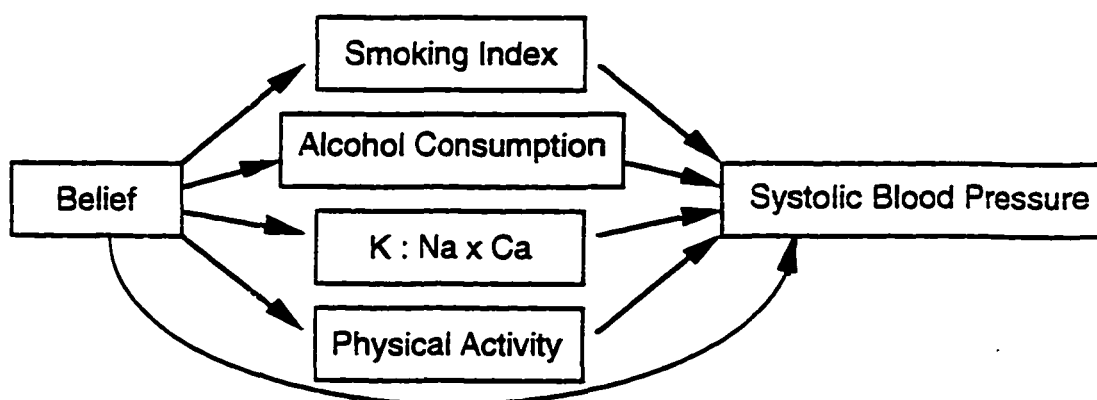 Smoking Index
Alcohol Consumption
Belief
Systolic Blood Pressure
K : Na x Ca
Physical Activity